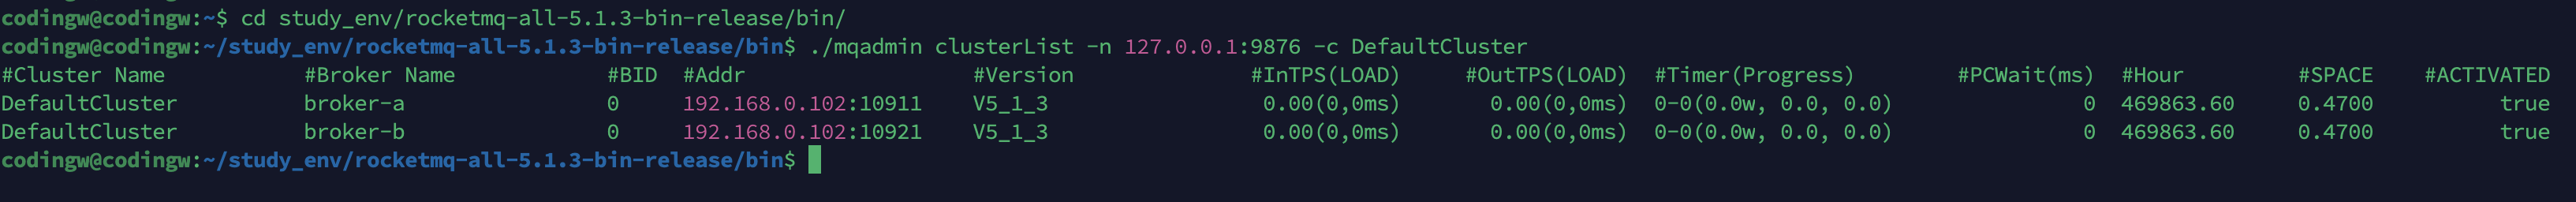 codingw@codingw:~$ cd study_env/rocketmq-all-5.1.3-bin-release/bin/
codingw@codingw:~/study_env/rocketmq-all-5.1.3-bin-release/bin$ ./mqadmin clusterList -n 127.0.0.1:9876 -c DefaultCluster
#Cluster Name #Broker Name #BID #Addr #Version #InTPS(LOAD) #OutTPS(LOAD) #Timer(Progress) #PCWait(ms) #Hour #SPACE #ACTIVATED
DefaultCluster broker-a 0 192.168.0.102:10911 V5_1_3 0.00(0,0ms) 0.00(0,0ms) 0-0(0.0w, 0.0, 0.0) 0 469863.60 0.4700 true
DefaultCluster broker-b 0 192.168.0.102:10921 V5_1_3 0.00(0,0ms) 0.00(0,0ms) 0-0(0.0w, 0.0, 0.0) 0 469863.60 0.4700 true
codingw@codingw:~/study_env/rocketmq-all-5.1.3-bin-release/bin$